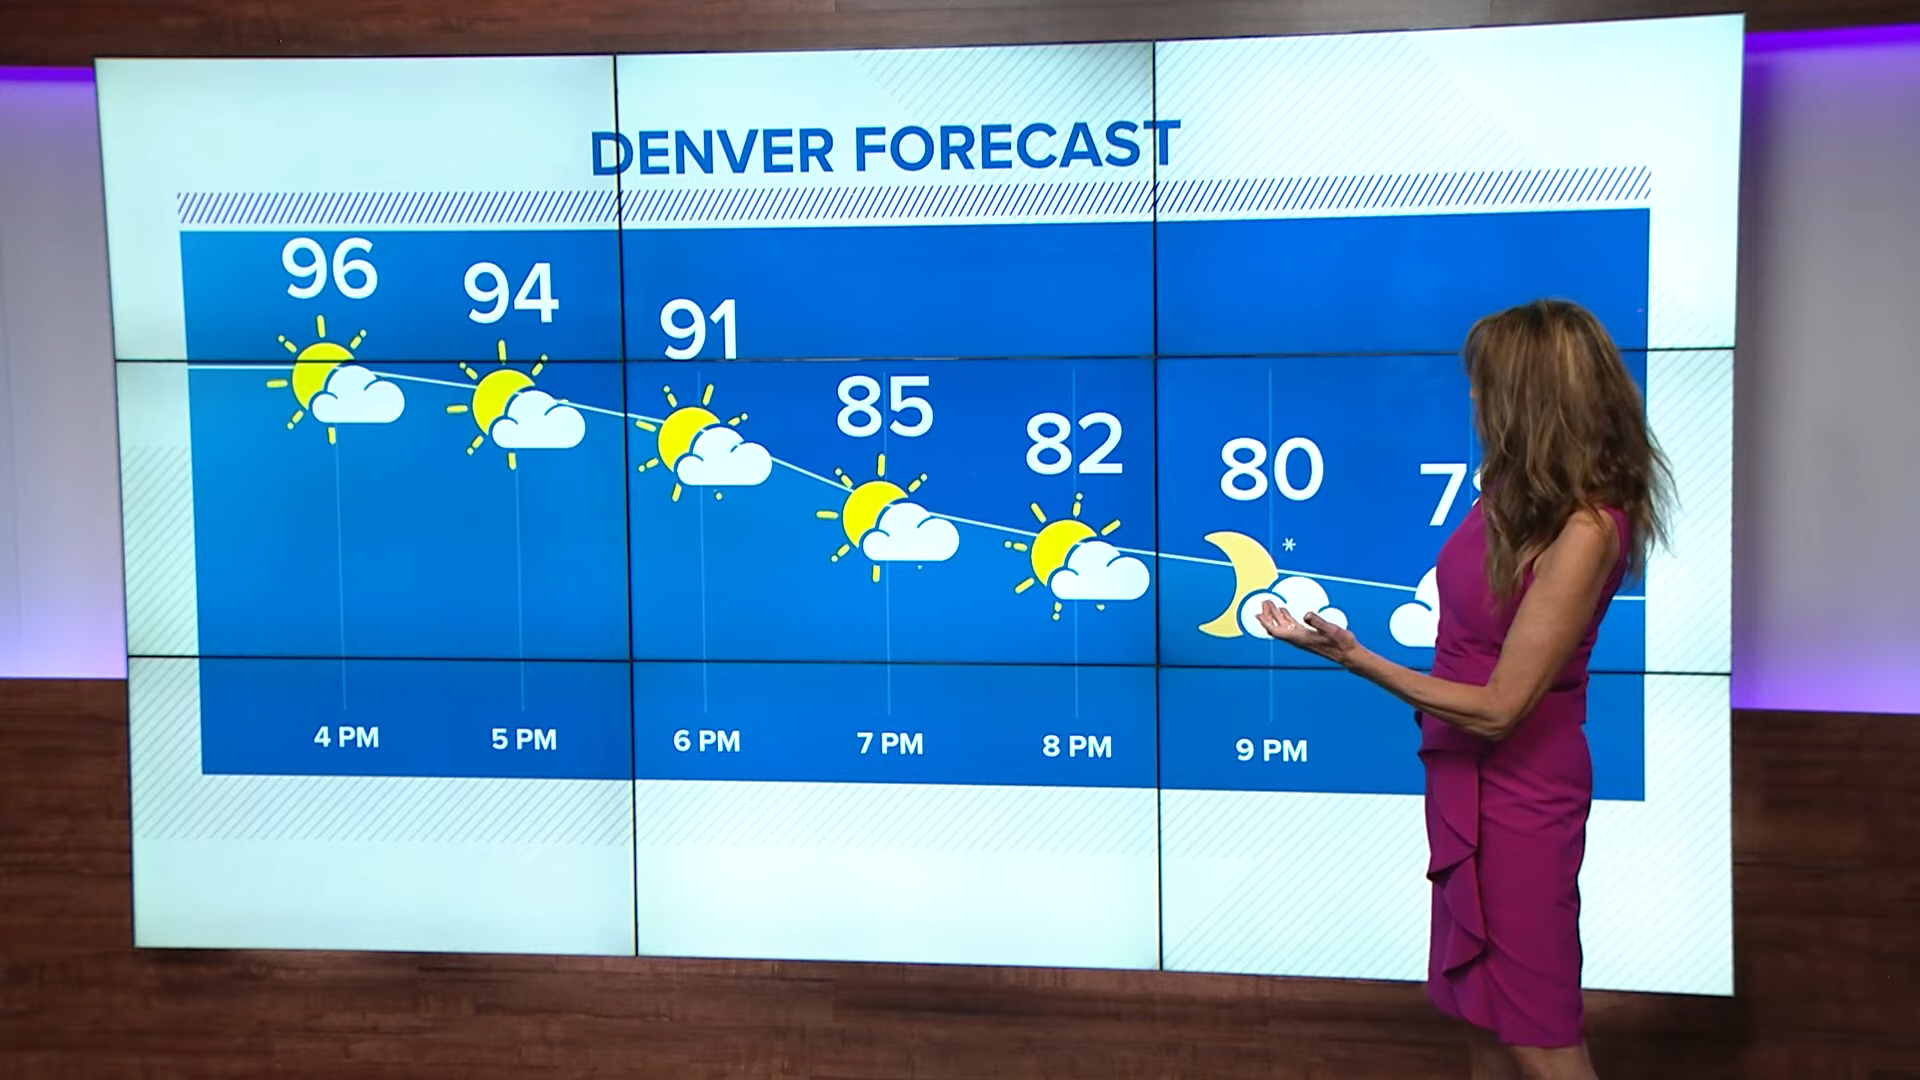 DENVER FORECAST
96
94
91
85
82
80
4 PM
5 PM
6 PM
7 PM
8 PM
9 PM